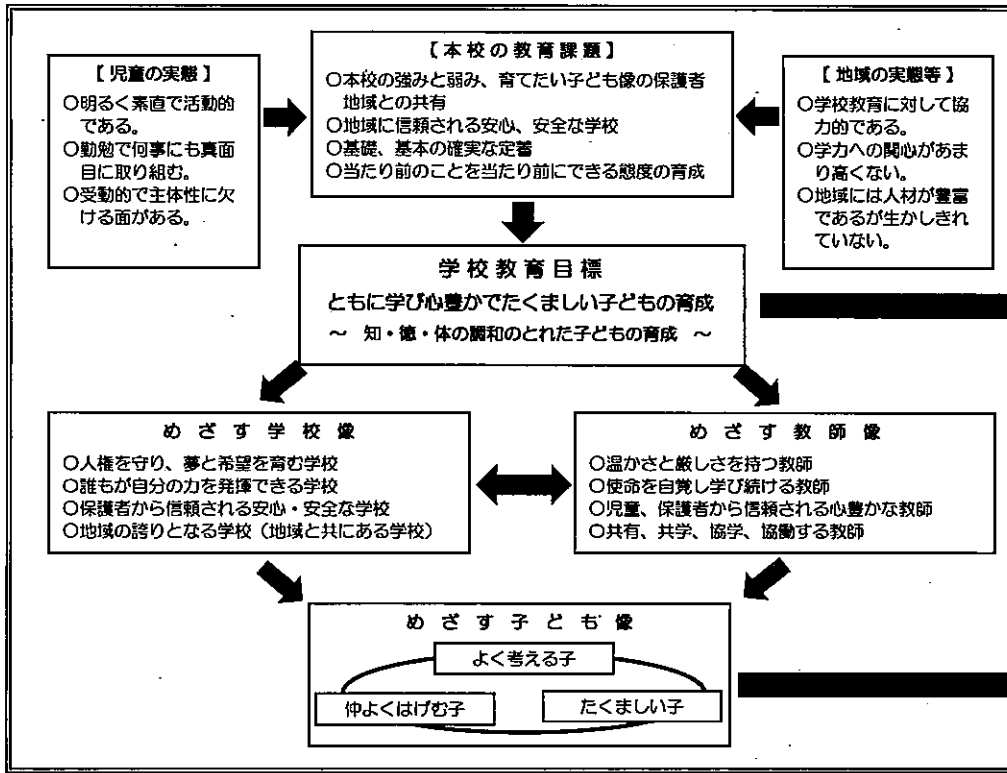 【本校の教育課題】
○本校の強みと弱み、育てたい子ども像の保護者
地域との共有
○地域に信頼される安心、安全な学校
○基礎、基本の確実な定着
○当たり前のことを当たり前にできる態度の育成
【児童の実態】
○明るく素直で活動的
である。
○勤勉で何事にも真面
目に取り組む。
○受動的で主体性に欠
ける面がある。
【地域の実態等】
○学校教育に対して協
力的である。
○学力への関心があま
り高くない。
○地域には人材が豊富
であるが生かしきれ
ていない。
学校教育目標
ともに学び心豊かでたくましい子どもの育成
～ 知・徳・体の調和のとれた子どもの育成 ～
めざす学校像
○人権を守り、夢と希望を育む学校
○誰もが自分の力を発揮できる学校
○保護者から信頼される安心・安全な学校
○地域の誇りとなる学校（地域と共にある学校）
めざす教師像
○温かさと厳しさを持つ教師
○使命を自覚し学び続ける教師
○児童、保護者から信頼される心豊かな教師
○共有、共学、協学、協働する教師
めざす子ども像
よく考える子
仲よくはげむ子
たくましい子